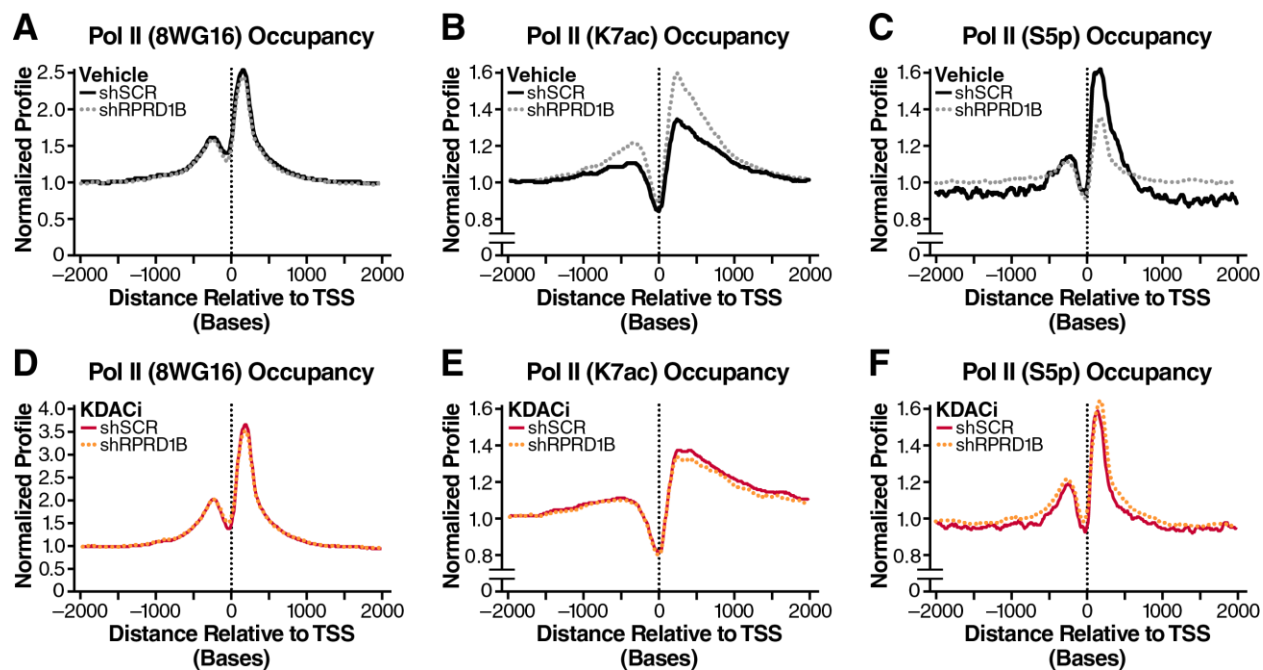 A
Pol II (8WG16) Occupancy
Normalized Profile
2.5
2.0
1.5
1.0
0.5
0
Vehicle
shSCR
shRPRD1B
−2000 −1000 0 1000 2000
Distance Relative to TSS
(Bases)
B
Pol II (K7ac) Occupancy
Normalized Profile
1.6
1.4
1.2
1.0
0.8
0
Vehicle
shSCR
shRPRD1B
−2000 −1000 0 1000 2000
Distance Relative to TSS
(Bases)
C
Pol II (S5p) Occupancy
Normalized Profile
1.6
1.4
1.2
1.0
0.8
0
Vehicle
shSCR
shRPRD1B
−2000 −1000 0 1000 2000
Distance Relative to TSS
(Bases)
D
Pol II (8WG16) Occupancy
Normalized Profile
4.0
3.5
3.0
2.5
2.0
1.5
1.0
0.5
0
KDACi
shSCR
shRPRD1B
−2000 −1000 0 1000 2000
Distance Relative to TSS
(Bases)
E
Pol II (K7ac) Occupancy
Normalized Profile
1.6
1.4
1.2
1.0
0.8
0
KDACi
shSCR
shRPRD1B
−2000 −1000 0 1000 2000
Distance Relative to TSS
(Bases)
F
Pol II (S5p) Occupancy
Normalized Profile
1.6
1.4
1.2
1.0
0.8
0
KDACi
shSCR
shRPRD1B
−2000 −1000 0 1000 2000
Distance Relative to TSS
(Bases)